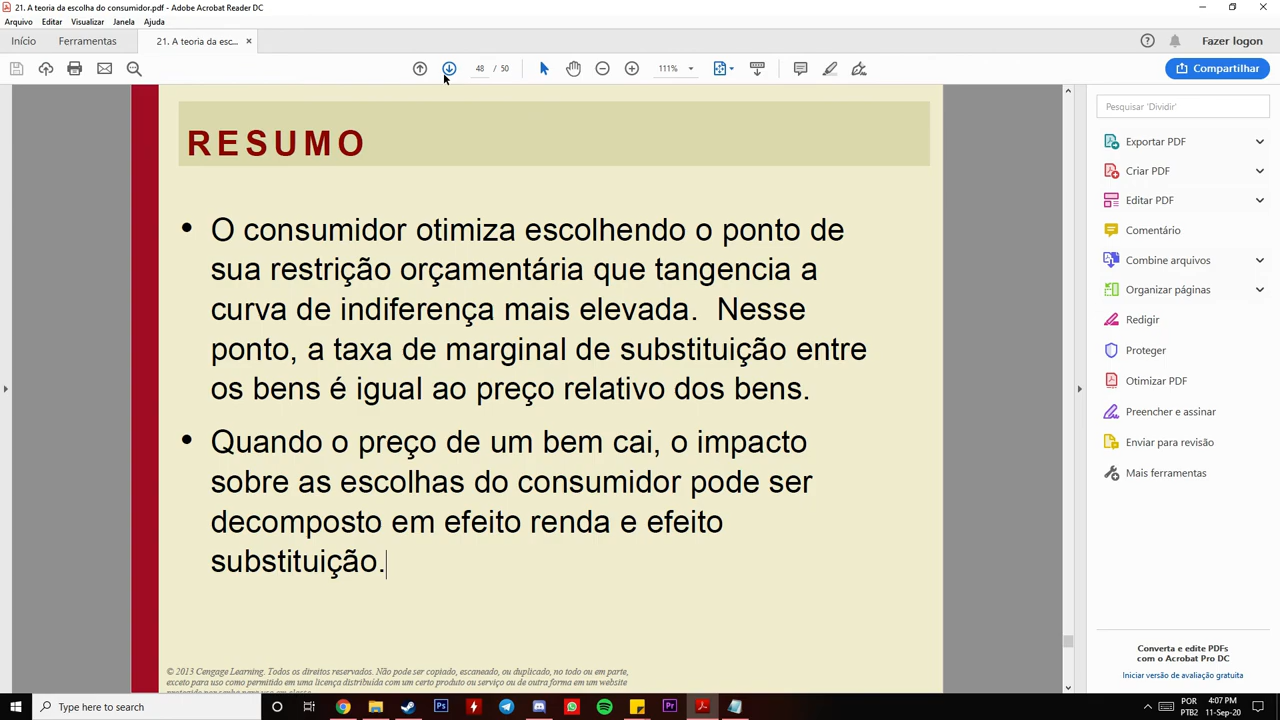 21. A teoria da escolha do consumidor.pdf - Adobe Acrobat Reader DC
Arquivo Editar Visualizar Janela Ajuda
Início Ferramentas 21. A teoria da esc... × Fazer logon
48 / 50 111% Compartilhar
RESUMO
• O consumidor otimiza escolhendo o ponto de
sua restrição orçamentária que tangencia a
curva de indiferença mais elevada. Nesse
ponto, a taxa de marginal de substituição entre
os bens é igual ao preço relativo dos bens.
• Quando o preço de um bem cai, o impacto
sobre as escolhas do consumidor pode ser
decomposto em efeito renda e efeito
substituição.
© 2013 Cengage Learning. Todos os direitos reservados. Não pode ser copiado, escaneado, ou duplicado, no todo ou em parte,
exceto para uso como permitido em uma licença distribuída com um certo produto ou serviço ou de outra forma em um website
Pesquisar 'Dividir'
Exportar PDF
Criar PDF
Editar PDF
Comentário
Combine arquivos
Organizar páginas
Redigir
Proteger
Otimizar PDF
Preencher e assinar
Enviar para revisão
Mais ferramentas
Converta e edite PDFs
com o Acrobat Pro DC
Iniciar versão de avaliação gratuita
Type here to search
POR
PTB2
4:07 PM
11-Sep-20